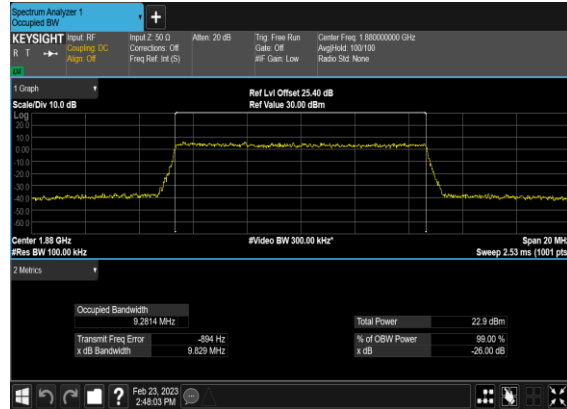 Spectrum Analyzer 1
Occupied BW
+
KEYSIGHT
R T
Input: RF
Coupling: DC
Align: Off
Input Z: 50 Ω
Corrections: Off
Freq Ref: Int (S)
Atten: 20 dB
Trig: Free Run
Gate: Off
#IF Gain: Low
Center Freq: 1.880000000 GHz
Avg|Hold: 100/100
Radio Std: None
1 Graph
Scale/Div 10.0 dB
Ref Lvl Offset 25.40 dB
Ref Value 30.00 dBm
Log
20.0
10.0
0.00
-10.0
-20.0
-30.0
-40.0
-50.0
-60.0
Center 1.88 GHz
#Res BW 100.00 kHz
#Video BW 300.00 kHz*
Span 20 MHz
Sweep 2.53 ms (1001 pts
2 Metrics
Occupied Bandwidth
9.2814 MHz
Transmit Freq Error -894 Hz
x dB Bandwidth 9.829 MHz
Total Power 22.9 dBm
% of OBW Power 99.00 %
x dB -26.00 dB
?
Feb 23, 2023
2:48:03 PM